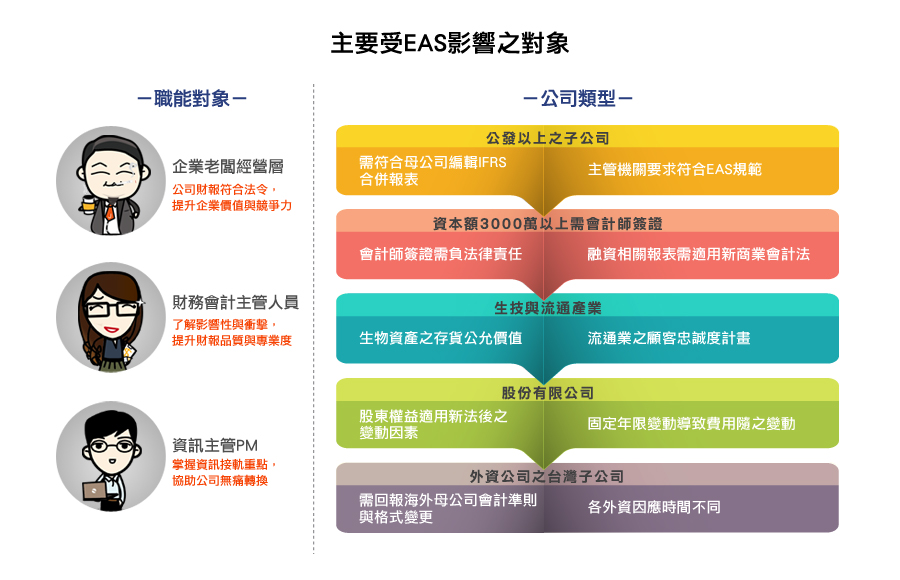 主要受EAS影響之對象
－職能對象－
企業老闆經營層
公司財報符合法令，
提升企業價值與競爭力
財務會計主管人員
了解影響性與衝擊，
提升財報品質與專業度
資訊主管PM
掌握資訊接軌重點，
協助公司無痛轉換
－公司類型－
公發以上之子公司
需符合母公司編輯IFRS
合併報表
主管機關要求符合EAS規範
資本額3000萬以上需會計師簽證
會計師簽證需負法律責任
融資相關報表需適用新商業會計法
生技與流通產業
生物資產之存貨公允價值
流通業之顧客忠誠度計畫
股份有限公司
股東權益適用新法後之
變動因素
固定年限變動導致費用隨之變動
外資公司之台灣子公司
需回報海外母公司會計準則
與格式變更
各外資因應時間不同